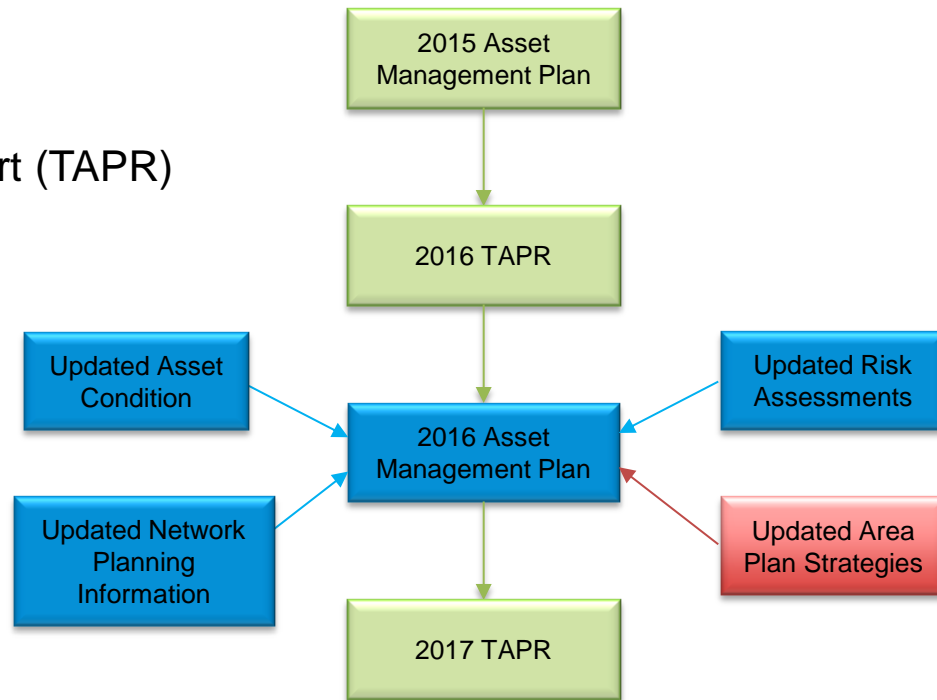 2015 Asset
Management Plan
rt (TAPR)
2016 TAPR
Updated Asset
Condition
Updated Risk
Assessments
2016 Asset
Management Plan
Updated Network
Planning
Information
Updated Area
Plan Strategies
2017 TAPR